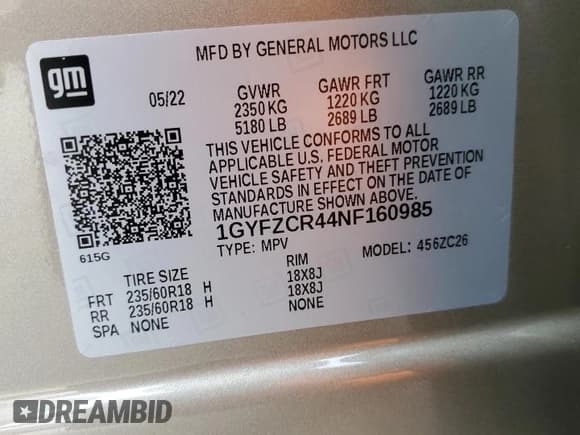 gm
MFD BY GENERAL MOTORS LLC
05/22 GVWR GAWR FRT GAWR RR
2350 KG 1220 KG 1220 KG
5180 LB 2689 LB 2689 LB
THIS VEHICLE CONFORMS TO ALL
APPLICABLE U.S. FEDERAL MOTOR
VEHICLE SAFETY AND THEFT PREVENTION
STANDARDS IN EFFECT ON THE DATE OF
MANUFACTURE SHOWN ABOVE.
1GYFZCR44NF160985
615G TYPE: MPV MODEL: 456ZC26
TIRE SIZE RIM
FRT 235/60R18 H 18X8J
RR 235/60R18 H 18X8J
SPA NONE NONE
DREAMBID